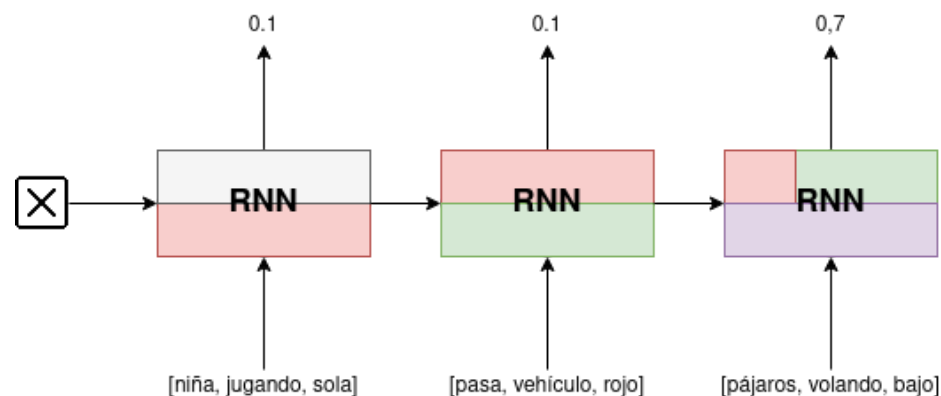 0.1 0.1 0,7
RNN RNN RNN
[niña, jugando, sola] [pasa, vehículo, rojo] [pájaros, volando, bajo]